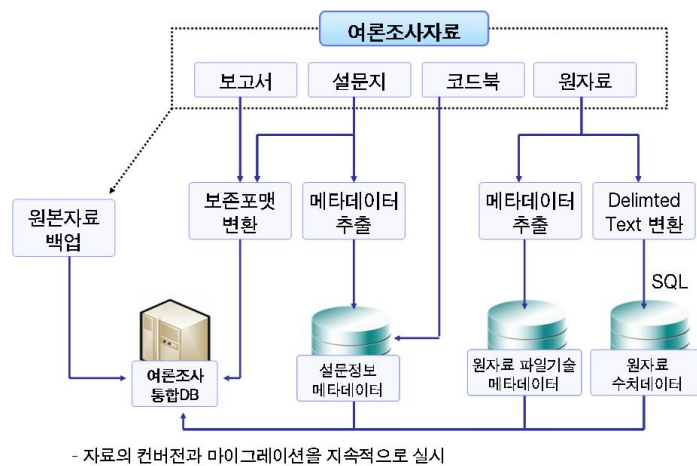 여론조사자료
보고서
설문지
코드북
원자료
원본자료
백업
보존포맷
변환
메타데이터
추출
메타데이터
추출
Delimted
Text 변환
SQL
여론조사
통합DB
설문정보
메타데이터
원자료 파일기술
메타데이터
원자료
수치데이터
- 자료의 컨버전과 마이그레이션을 지속적으로 실시